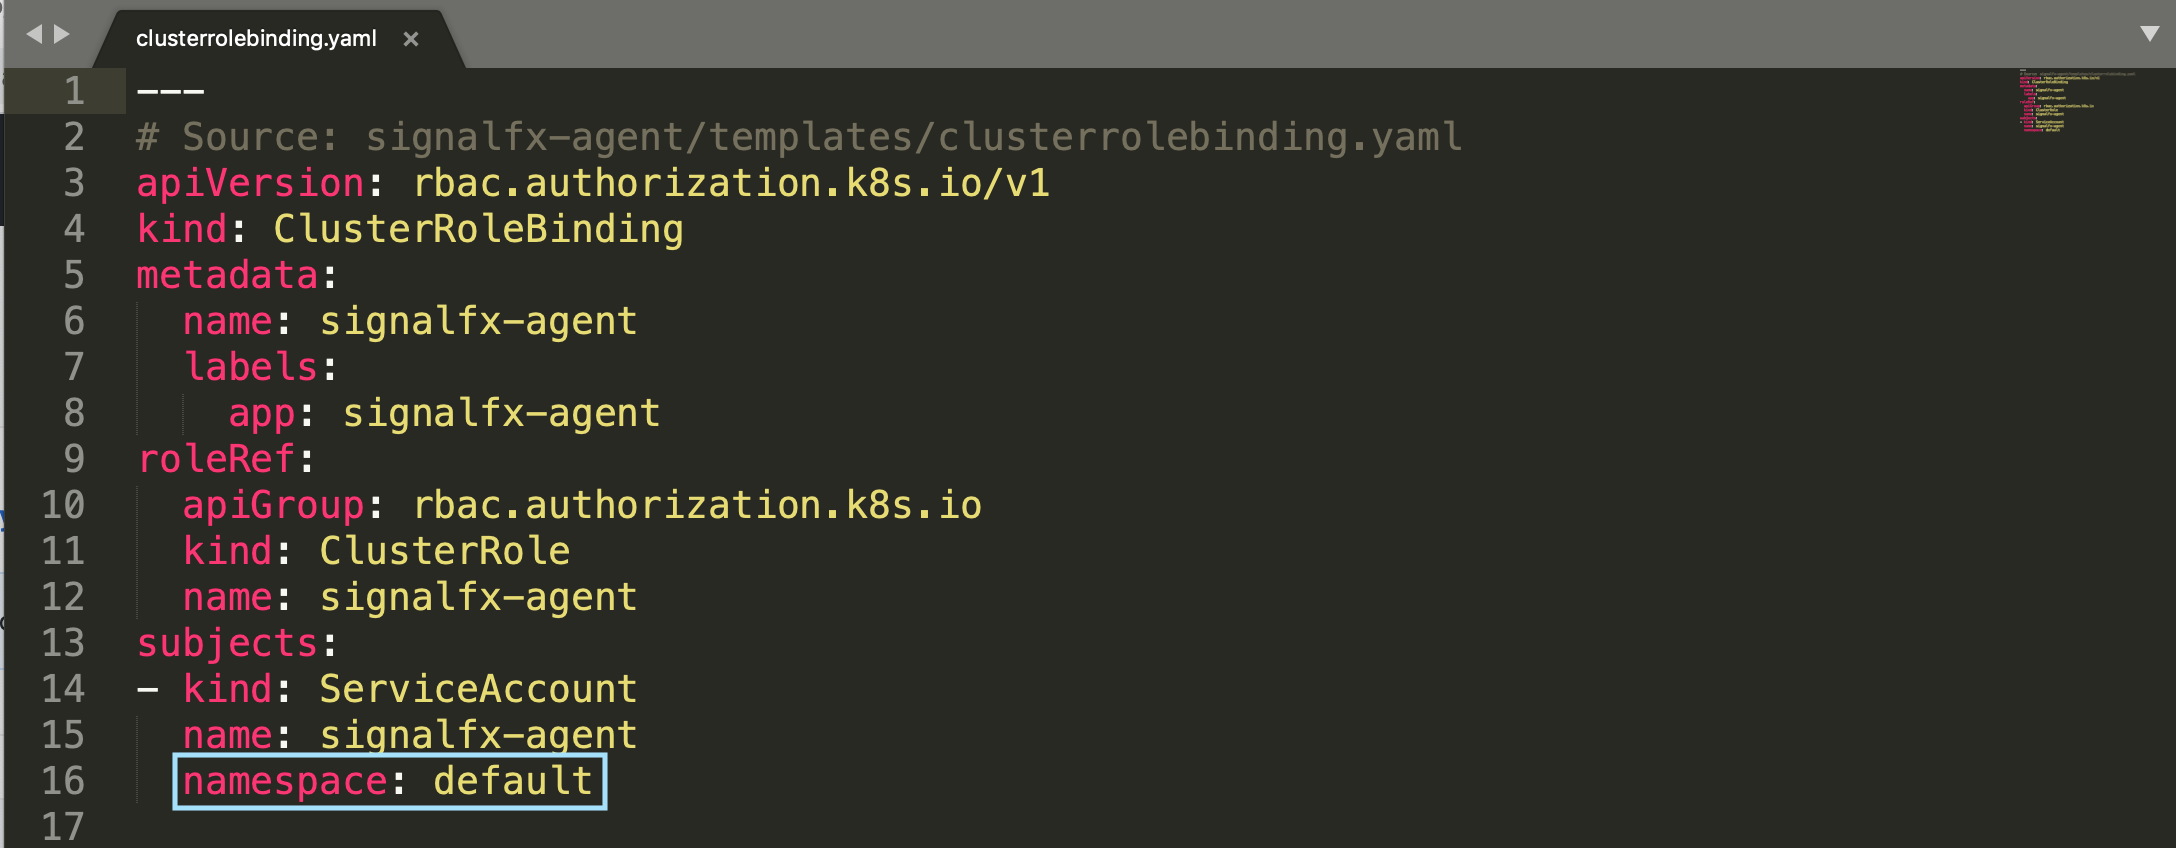 clusterrolebinding.yaml ×
1 ---
2 # Source: signalfx-agent/templates/clusterrolebinding.yaml
3 apiVersion: rbac.authorization.k8s.io/v1
4 kind: ClusterRoleBinding
5 metadata:
6   name: signalfx-agent
7   labels:
8     app: signalfx-agent
9 roleRef:
10   apiGroup: rbac.authorization.k8s.io
11   kind: ClusterRole
12   name: signalfx-agent
13 subjects:
14 - kind: ServiceAccount
15   name: signalfx-agent
16   namespace: default
17